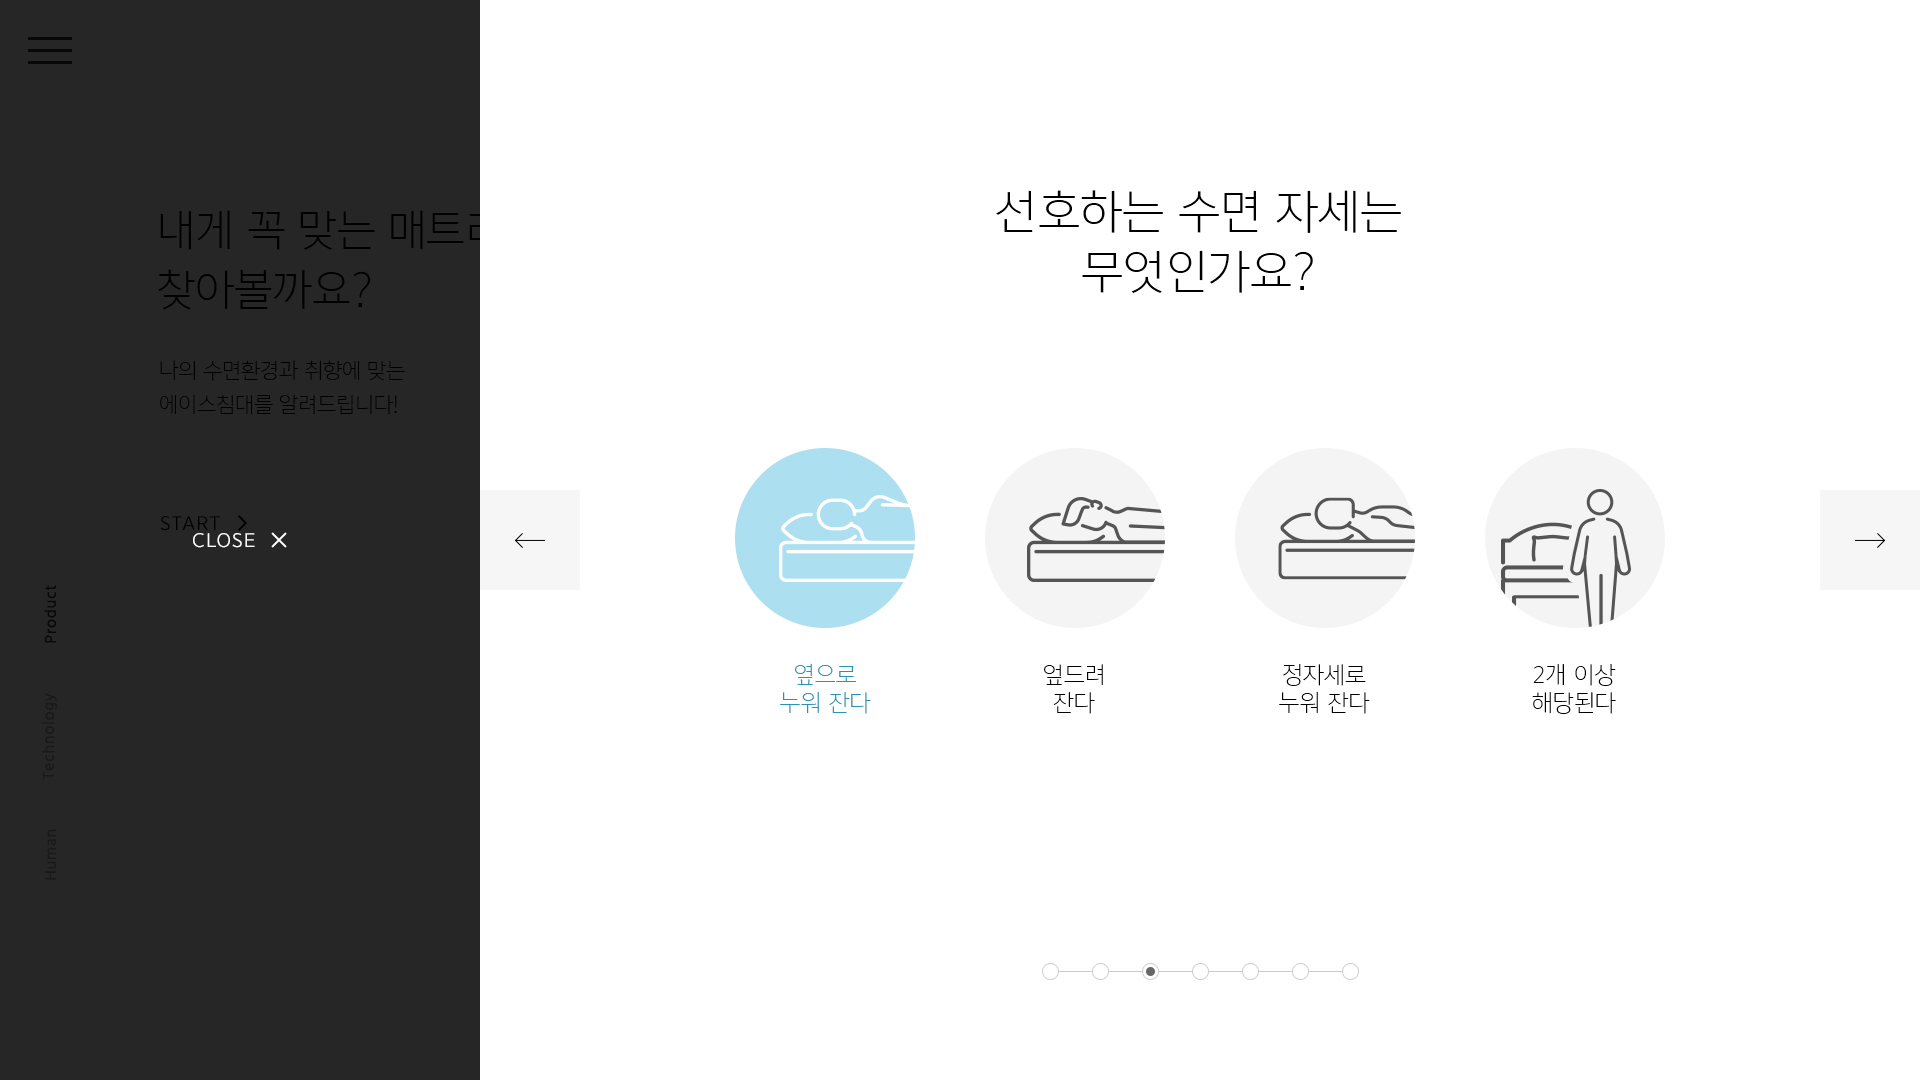 내게 꼭 맞는 매트
찾아볼까요?
나의 수면환경과 취향에 맞는
에이스침대를 알려드립니다!
START
CLOSE
Product
Technology
Human
선호하는 수면 자세는
무엇인가요?
옆으로
누워 잔다
엎드려
잔다
정자세로
누워 잔다
2개 이상
해당된다